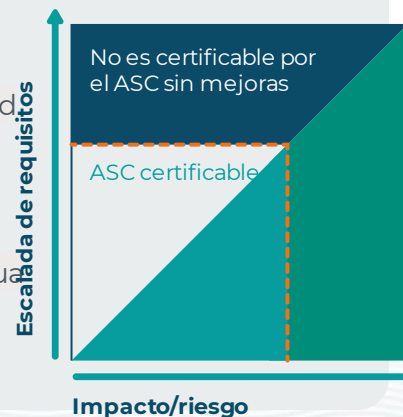 No es certificable por
el ASC sin mejoras
ASC certificable
Escalada de requisitos
Impacto/riesgo